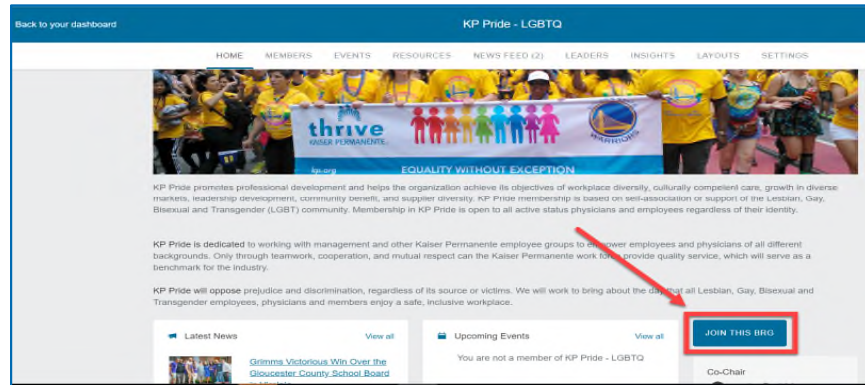 Back to your dashboard
KP Pride - LGBTQ
HOME MEMBERS EVENTS RESOURCES NEWS FEED (2) LEADERS INSIGHTS LAYOUTS SETTINGS
thrive
KAISER PERMANENTE
WARRIORS
kp.org
EQUALITY WITHOUT EXCEPTION
KP Pride promotes professional development and helps the organization achieve its objectives of workplace diversity, culturally competent care, growth in diverse
markets, leadership development, community benefit, and supplier diversity. KP Pride membership is based on self-association or support of the Lesbian, Gay,
Bisexual and Transgender (LGBT) community. Membership in KP Pride is open to all active status physicians and employees regardless of their identity.
KP Pride is dedicated to working with management and other Kaiser Permanente employee groups to empower employees and physicians of all different
backgrounds. Only through teamwork, cooperation, and mutual respect can the Kaiser Permanente work force provide quality service, which will serve as a
benchmark for the industry.
KP Pride will oppose prejudice and discrimination, regardless of its source or victims. We will work to bring about the day that all Lesbian, Gay, Bisexual and
Transgender employees, physicians and members enjoy a safe, inclusive workplace.
Latest News View all
Upcoming Events View all
JOIN THIS BRG
Grimms Victorious Win Over the
Gloucester County School Board
You are not a member of KP Pride - LGBTQ
Co-Chair